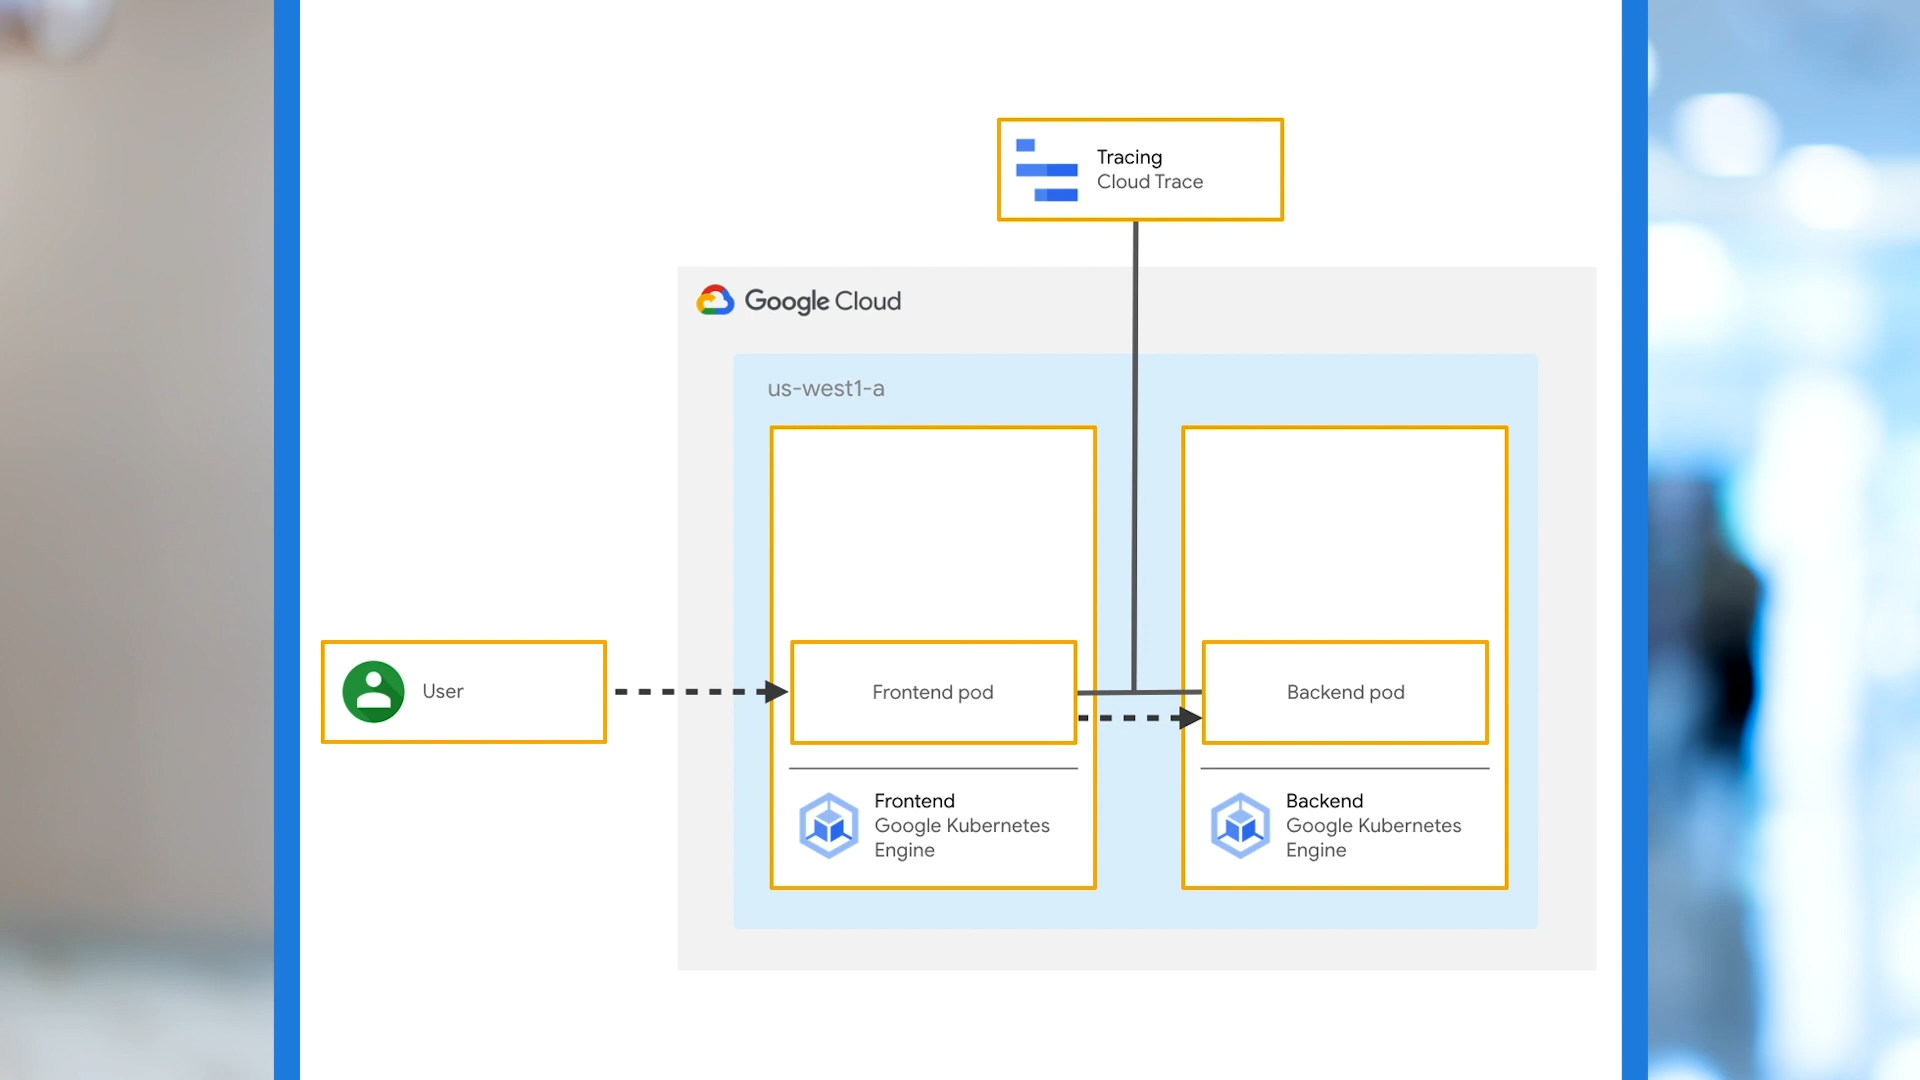 Tracing
Cloud Trace
Google Cloud
us-west1-a
User
Frontend pod
Backend pod
Frontend
Google Kubernetes
Engine
Backend
Google Kubernetes
Engine